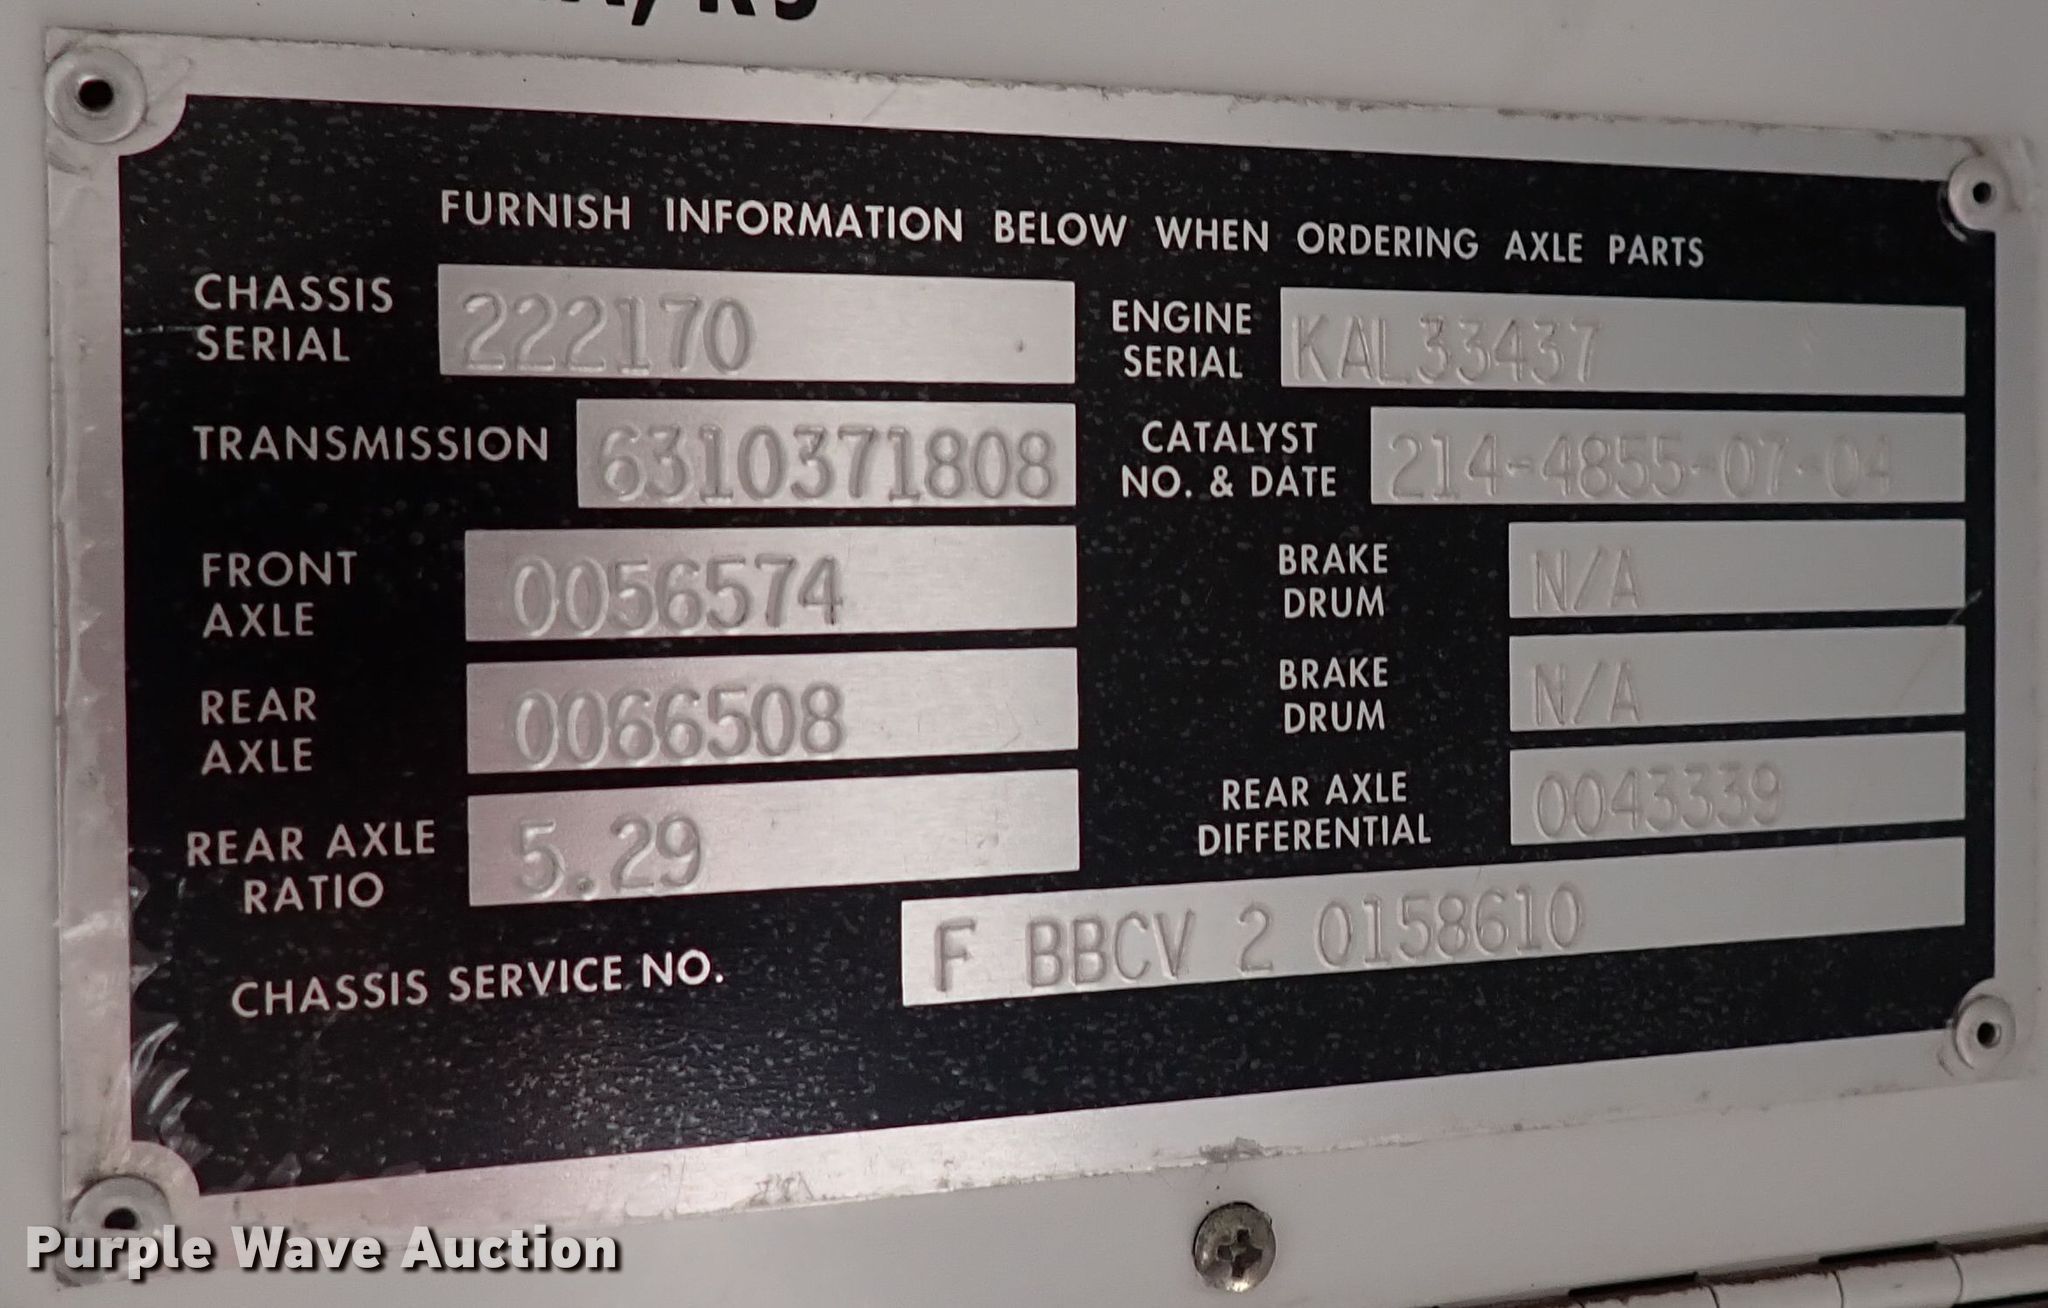 FURNISH INFORMATION BELOW WHEN ORDERING AXLE PARTS
CHASSIS
SERIAL
222170
TRANSMISSION
6310371808
FRONT
AXLE
0056574
REAR
AXLE
0066508
REAR AXLE
RATIO
5.29
ENGINE
SERIAL
KAL33437
CATALYST
NO. & DATE
214-4855-07-04
BRAKE
DRUM
N/A
BRAKE
DRUM
N/A
REAR AXLE
DIFFERENTIAL
0043339
CHASSIS SERVICE NO.
F BBCV 2 0158610
Purple Wave Auction